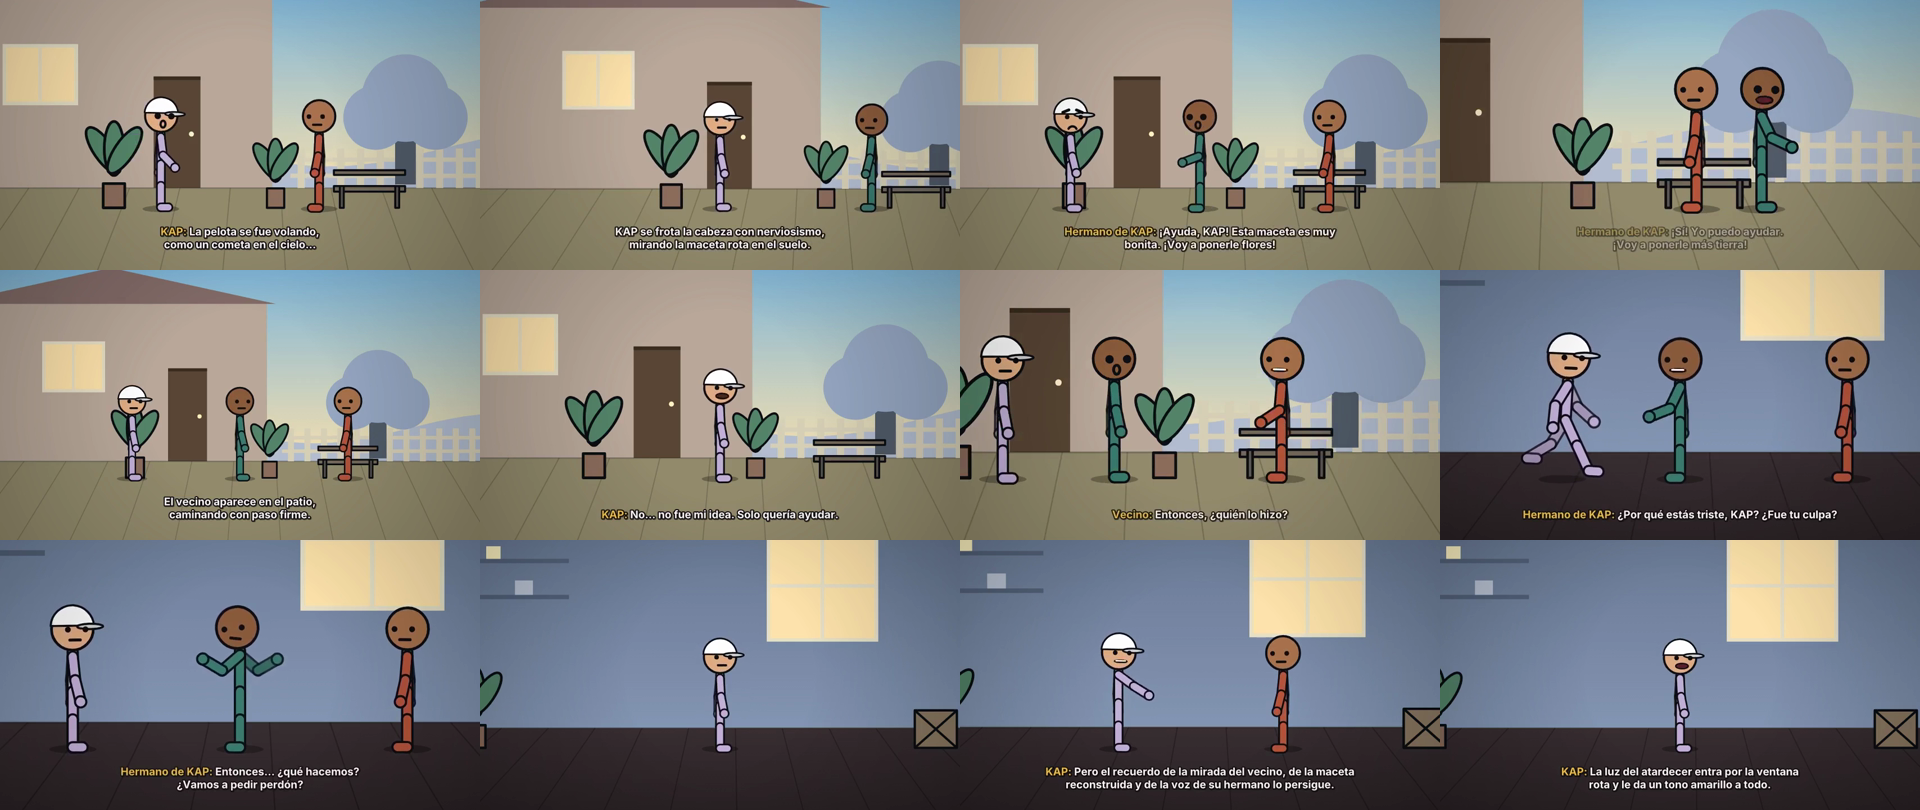 KAP: La pelota se fue volando,
como un cometa en el cielo...
KAP se frota la cabeza con nerviosismo,
mirando la maceta rota en el suelo.
Hermano de KAP: ¡Ayuda, KAP! Esta maceta es muy
bonita. ¡Voy a ponerle flores!
Hermano de KAP: ¡Sí! Yo puedo ayudar.
¡Voy a ponerle más tierra!
El vecino aparece en el patio,
caminando con paso firme.
KAP: No... no fue mi idea. Solo quería ayudar.
Vecino: Entonces, ¿quién lo hizo?
Hermano de KAP: ¿Por qué estás triste, KAP? ¿Fue tu culpa?
Hermano de KAP: Entonces... ¿qué hacemos?
¿Vamos a pedir perdón?
KAP: Pero el recuerdo de la mirada del vecino, de la maceta
reconstruida y de la voz de su hermano lo persigue.
KAP: La luz del atardecer entra por la ventana
rota y le da un tono amarillo a todo.